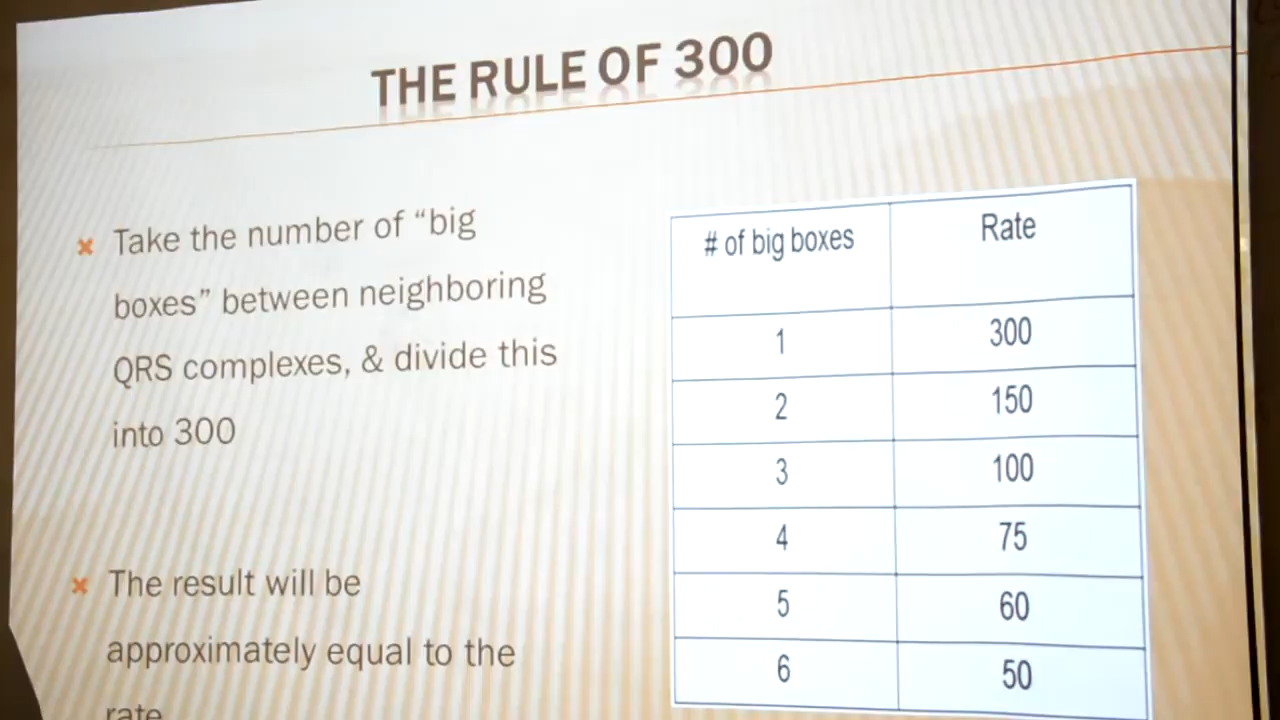 THE RULE OF 300
Take the number of “big
boxes” between neighboring
QRS complexes, & divide this
into 300
The result will be
approximately equal to the
rate
# of big boxes Rate
1 300
2 150
3 100
4 75
5 60
6 50